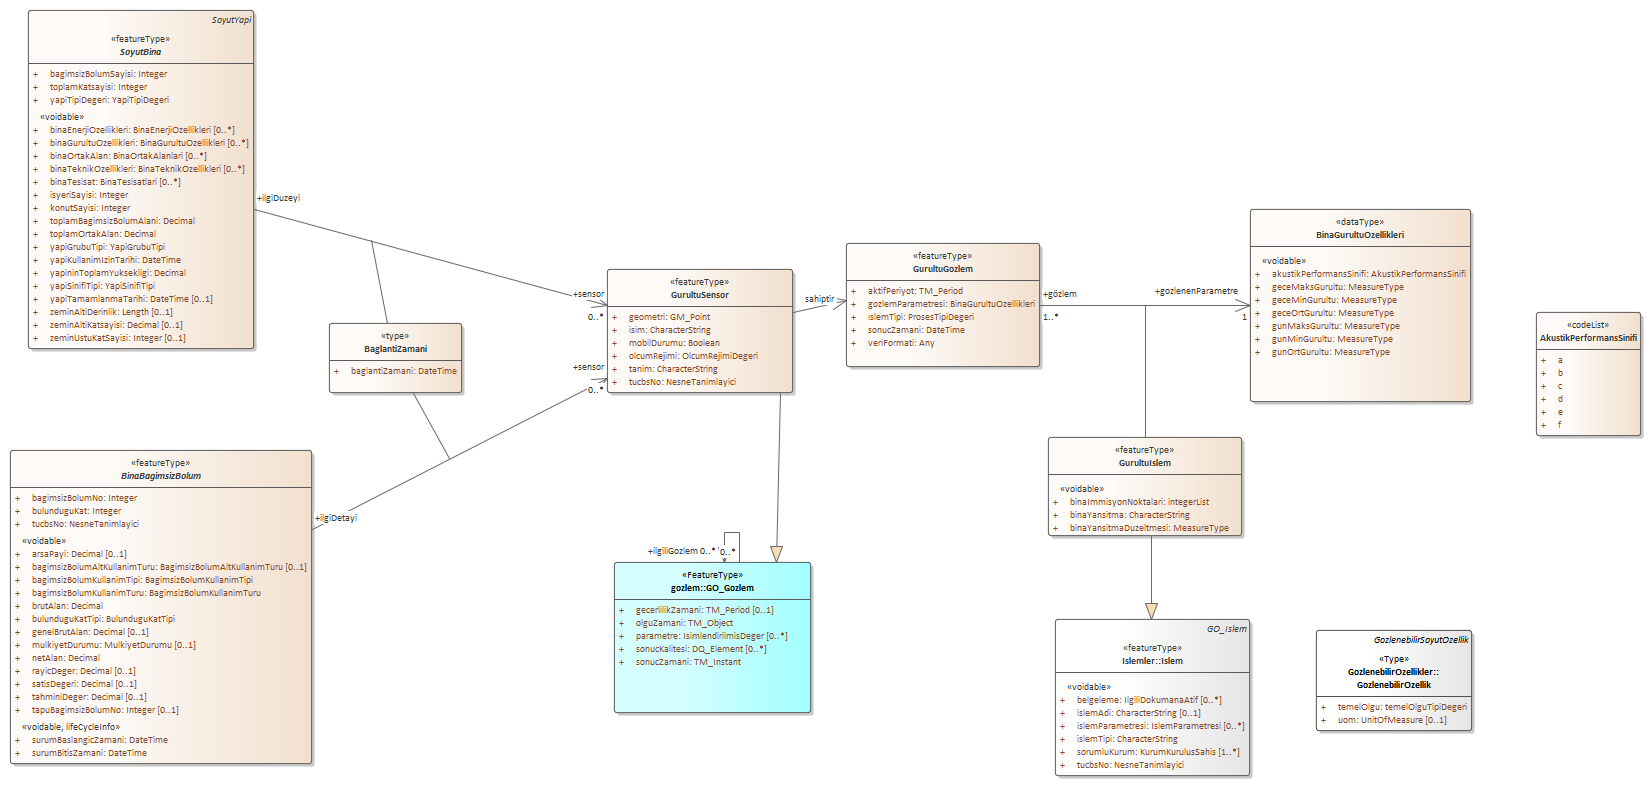 SoyutYapi
«featureType»
SoyutBina
+ bagimsizBolumSayisi: Integer
+ toplamKatsayisi: Integer
+ yapiTipiDegeri: YapiTipiDegeri
«voidable»
+ binaEnerjiOzellikleri: BinaEnerjiOzellikleri [0..*]
+ binaGurultuOzellikleri: BinaGurultuOzellikleri [0..*]
+ binaOrtakAlan: BinaOrtakAlanlari [0..*]
+ binaTeknikOzellikleri: BinaTeknikOzellikleri [0..*]
+ binaTesisat: BinaTesisatlari [0..*]
+ isyeriSayisi: Integer
+ konutSayisi: Integer
+ toplamBagimsizBolumAlani: Decimal
+ toplamOrtakAlan: Decimal
+ yapiGrubuTipi: YapiGrubuTipi
+ yapiKullanimIzinTarihi: DateTime
+ yapininToplamYuksekligi: Decimal
+ yapiSinifiTipi: YapiSinifiTipi
+ yapiTamamlanmaTarihi: DateTime [0..1]
+ zeminAltiDerinlik: Length [0..1]
+ zeminAltiKatsayisi: Decimal [0..1]
+ zeminUstuKatSayisi: Integer [0..1]
+ilgiDuzeyi
+sensor
0..*
«type»
BaglantiZamani
+ baglantiZamani: DateTime
+sensor
0..*
+ilgiDetayi
«featureType»
BinaBagimsizBolum
+ bagimsizBolumNo: Integer
+ bulunduguKat: Integer
+ tucbsNo: NesneTanimlayici
«voidable»
+ arsaPayi: Decimal [0..1]
+ bagimsizBolumAltKullanimTuru: BagimsizBolumAltKullanimTuru [0..1]
+ bagimsizBolumKullanimTipi: BagimsizBolumKullanimTipi
+ bagimsizBolumKullanimTuru: BagimsizBolumKullanimTuru
+ brutAlan: Decimal
+ bulunduguKatTipi: BulunduguKatTipi
+ genelBrutAlan: Decimal [0..1]
+ mulkiyetDurumu: MulkiyetDurumu [0..1]
+ netAlan: Decimal
+ rayicDeger: Decimal [0..1]
+ satisDegeri: Decimal [0..1]
+ tahminiDeger: Decimal [0..1]
+ tapuBagimsizBolumNo: Integer [0..1]
«voidable, lifeCycleInfo»
+ surumBaslangicZamani: DateTime
+ surumBitisZamani: DateTime
«featureType»
GurultuSensor
+ geometri: GM_Point
+ isim: CharacterString
+ mobilDurumu: Boolean
+ olcumRejimi: OlcumRejimiDegeri
+ tanim: CharacterString
+ tucbsNo: NesneTanimlayici
sahiptir
«featureType»
GurultuGozlem
+ aktifPeriyot: TM_Period
+ gozlemParametresi: BinaGurultuOzellikleri
+ islemTipi: ProsesTipiDegeri
+ sonucZamani: DateTime
+ veriFormati: Any
+gözlem
1..*
+gozlenenParametre
1
«dataType»
BinaGurultuOzellikleri
«voidable»
+ akustikPerformansSinifi: AkustikPerformansSinifi
+ geceMaksGurultu: MeasureType
+ geceMinGurultu: MeasureType
+ geceOrtGurultu: MeasureType
+ gunMaksGurultu: MeasureType
+ gunMinGurultu: MeasureType
+ gunOrtGurultu: MeasureType
«codeList»
AkustikPerformansSinifi
+ a
+ b
+ c
+ d
+ e
+ f
«featureType»
GurultuIslem
«voidable»
+ binaImmisyonNoktalari: integerList
+ binaYansitma: CharacterString
+ binaYansitmaDuzeltmesi: MeasureType
+ilgiliGozlem 0..*
0..*
«FeatureType»
gozlem::GO_Gozlem
+ gecerlilikZamani: TM_Period [0..1]
+ olguZamani: TM_Object
+ parametre: IsimlendirilmisDeger [0..*]
+ sonucKalitesi: DQ_Element [0..*]
+ sonucZamani: TM_Instant
GO_Islem
«featureType»
Islemler::Islem
«voidable»
+ belgeleme: IlgiliDokumanaAtif [0..*]
+ islemAdi: CharacterString [0..1]
+ islemParametresi: IslemParametresi [0..*]
+ islemTipi: CharacterString
+ sorumluKurum: KurumKurulusSahis [1..*]
+ tucbsNo: NesneTanimlayici
GozlenebilirSoyutOzellik
«Type»
GozlenebilirOzellikler::
GozlenebilirOzellik
+ temelOlgu: temelOlguTipiDegeri
+ uom: UnitOfMeasure [0..1]